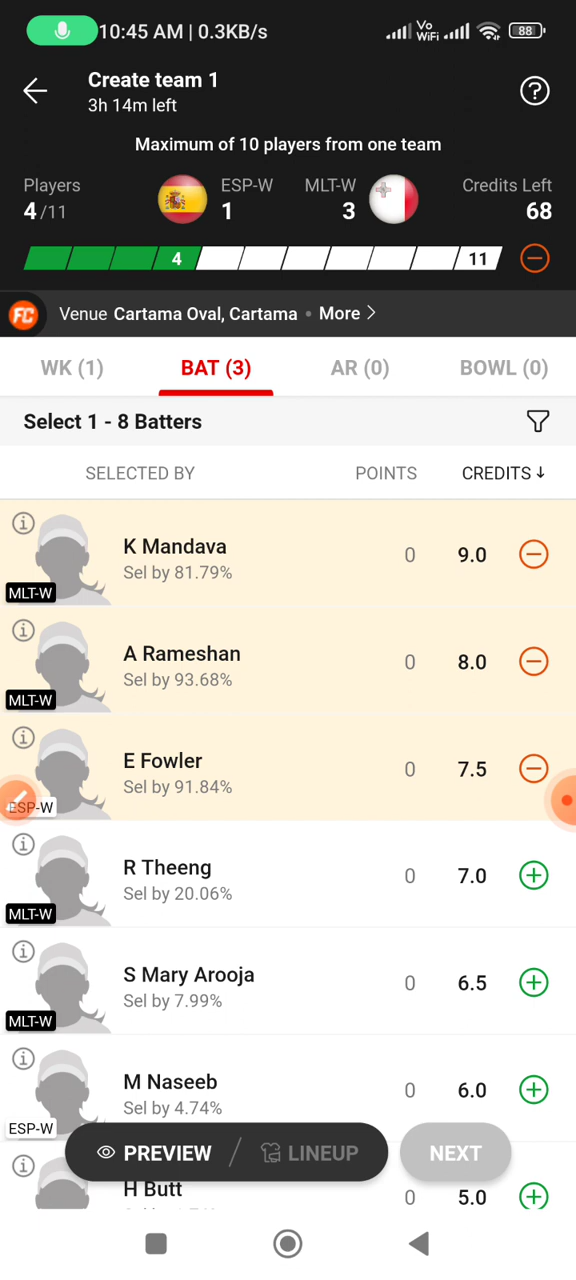 10:45 AM | 0.3KB/s Vo WiFi 88
Create team 1
3h 14m left
Maximum of 10 players from one team
Players ESP-W MLT-W Credits Left
4/11 1 3 68
4 11
FC Venue Cartama Oval, Cartama • More
WK (1) BAT (3) AR (0) BOWL (0)
Select 1 - 8 Batters
SELECTED BY POINTS CREDITS ↓
K Mandava 0 9.0
Sel by 81.79%
MLT-W
A Rameshan 0 8.0
Sel by 93.68%
MLT-W
E Fowler 0 7.5
Sel by 91.84%
ESP-W
R Theeng 0 7.0
Sel by 20.06%
MLT-W
S Mary Arooja 0 6.5
Sel by 7.99%
MLT-W
M Naseeb 0 6.0
Sel by 4.74%
ESP-W
PREVIEW / LINEUP NEXT
H Butt 0 5.0